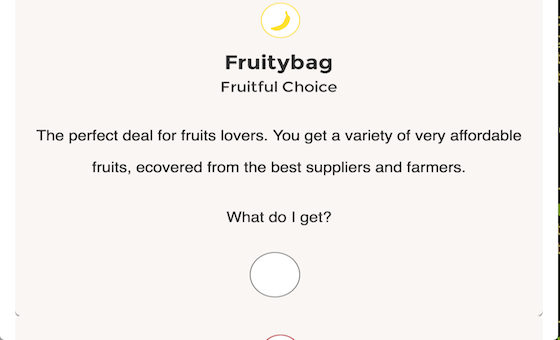 Fruitybag
Fruitful Choice
The perfect deal for fruits lovers. You get a variety of very affordable
fruits, ecovered from the best suppliers and farmers.
What do I get?